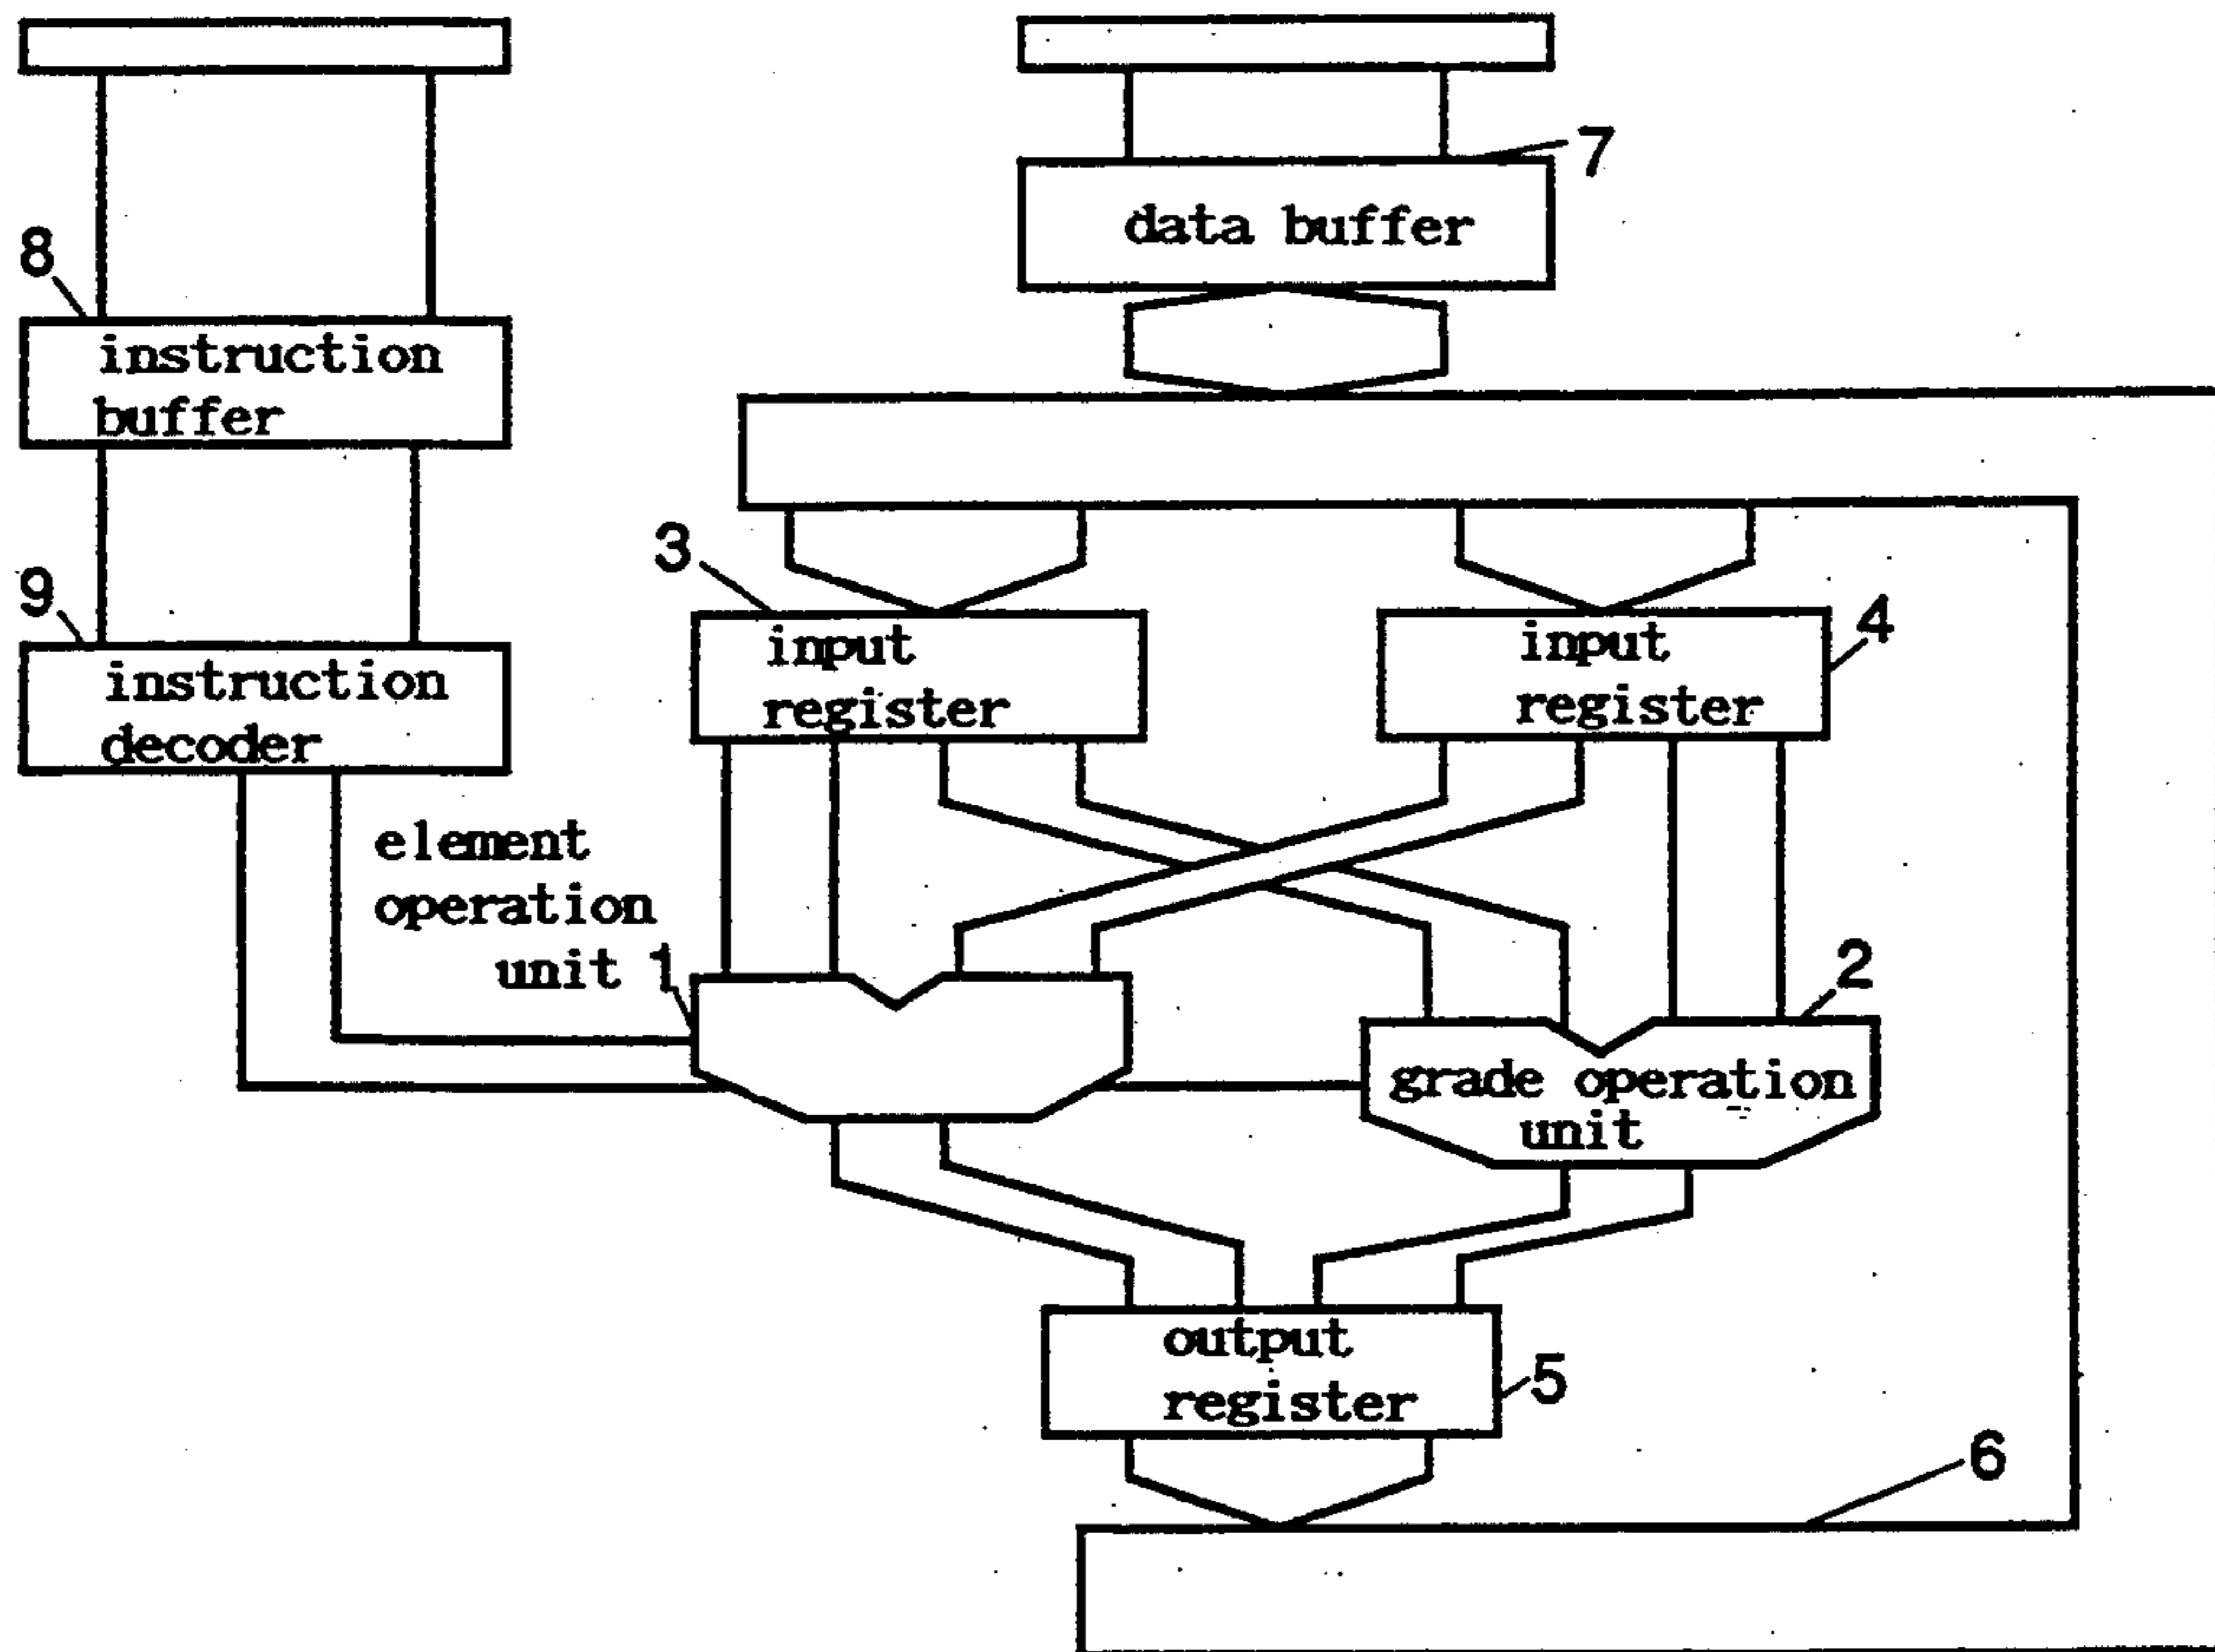 7
data buffer
8
instruction
buffer
3
input
register
input
register
4
9
instruction
decoder
element
operation
unit 1
2
grade operation
unit
output
register
5
6